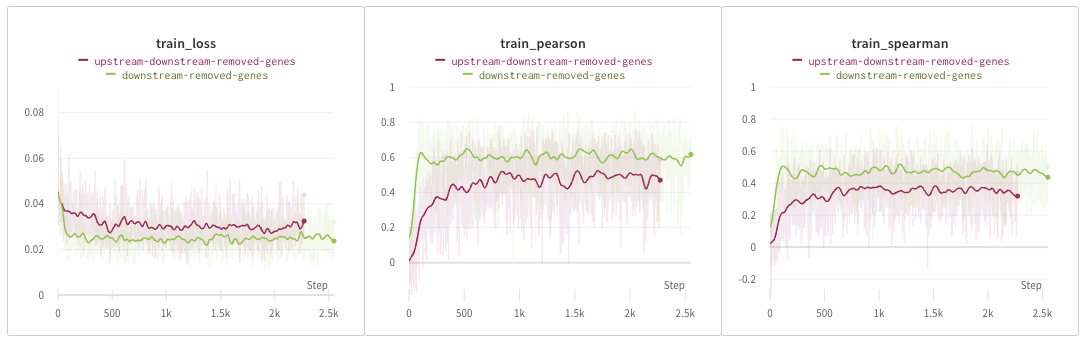 train_loss
upstream-downstream-removed-genes
downstream-removed-genes
0.08
0.06
0.04
0.02
0
Step
0 500 1k 1.5k 2k 2.5k
train_pearson
upstream-downstream-removed-genes
downstream-removed-genes
1
0.8
0.6
0.4
0.2
0
Step
0 500 1k 1.5k 2k 2.5k
train_spearman
upstream-downstream-removed-genes
downstream-removed-genes
1
0.8
0.6
0.4
0.2
0
-0.2
Step
0 500 1k 1.5k 2k 2.5k